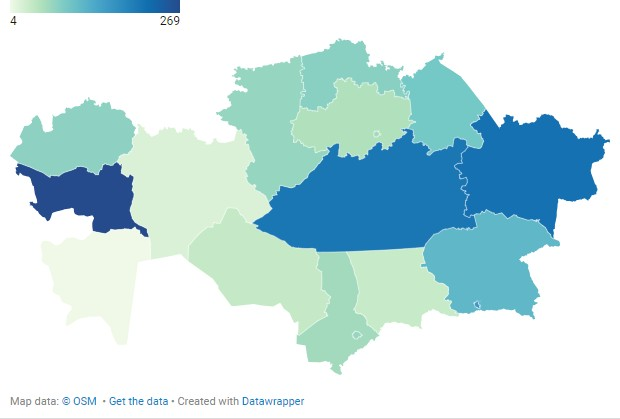 4 269
Map data: © OSM • Get the data • Created with Datawrapper